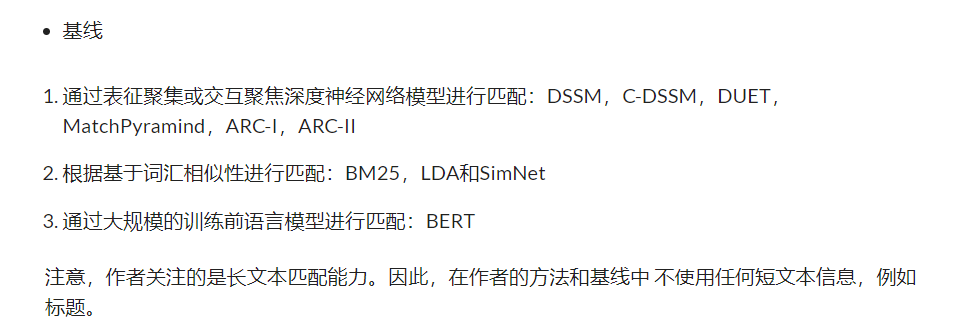 • 基线
1. 通过表征聚集或交互聚焦深度神经网络模型进行匹配：DSSM，C-DSSM，DUET，
MatchPyramind，ARC-I，ARC-II
2. 根据基于词汇相似性进行匹配：BM25，LDA和SimNet
3. 通过大规模的训练前语言模型进行匹配：BERT
注意，作者关注的是长文本匹配能力。因此，在作者的方法和基线中 不使用任何短文本信息，例如
标题。